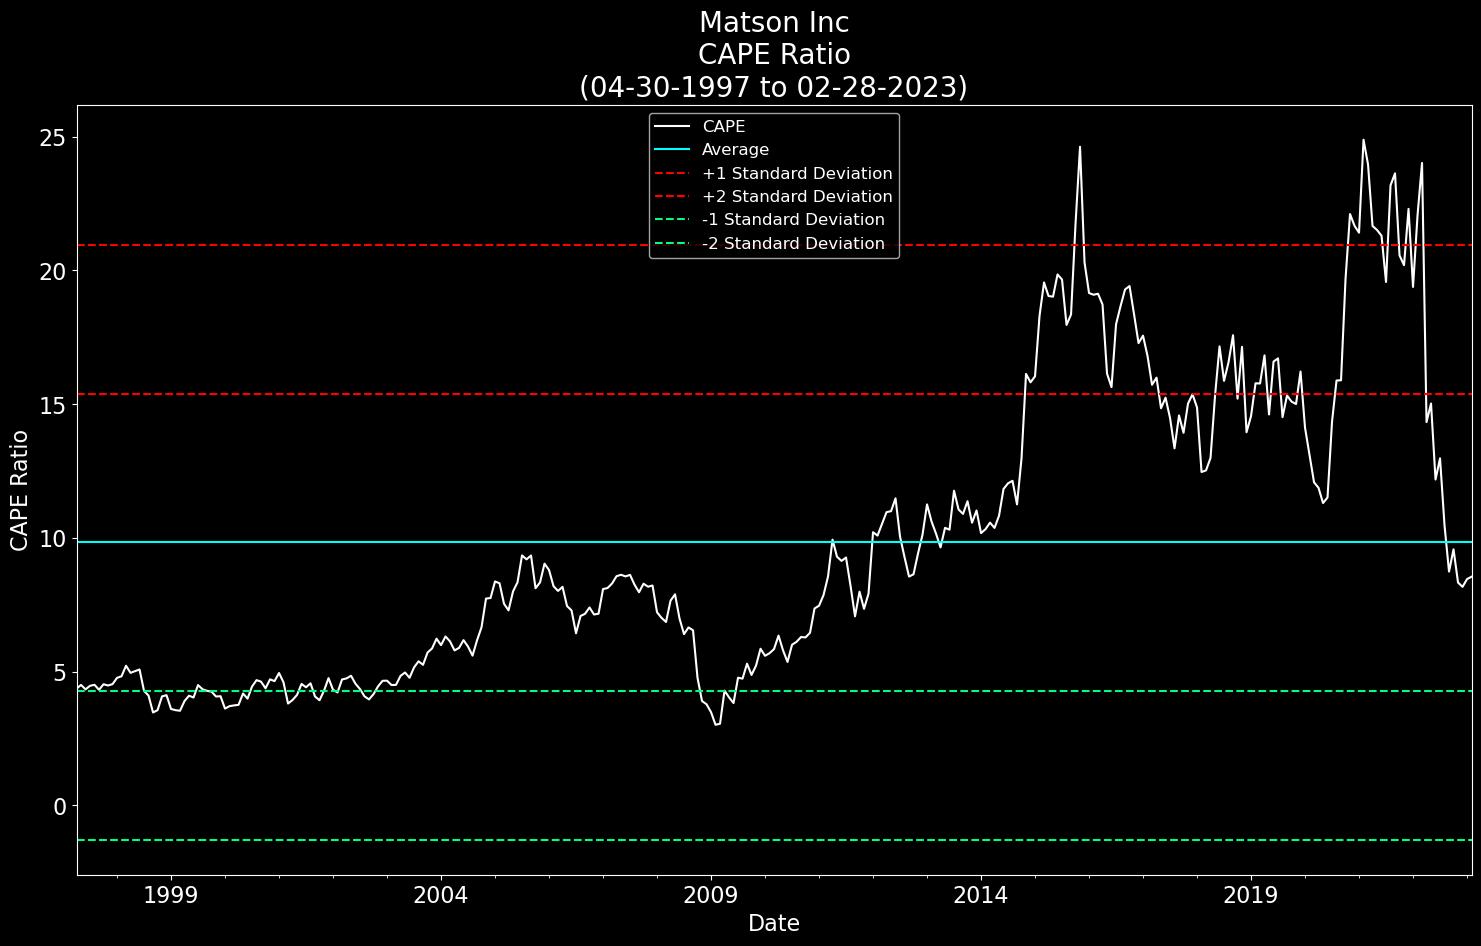 Matson Inc
CAPE Ratio
(04-30-1997 to 02-28-2023)
CAPE
Average
+1 Standard Deviation
+2 Standard Deviation
-1 Standard Deviation
-2 Standard Deviation
25
20
15
10
5
0
CAPE Ratio
1999
2004
2009
2014
2019
Date